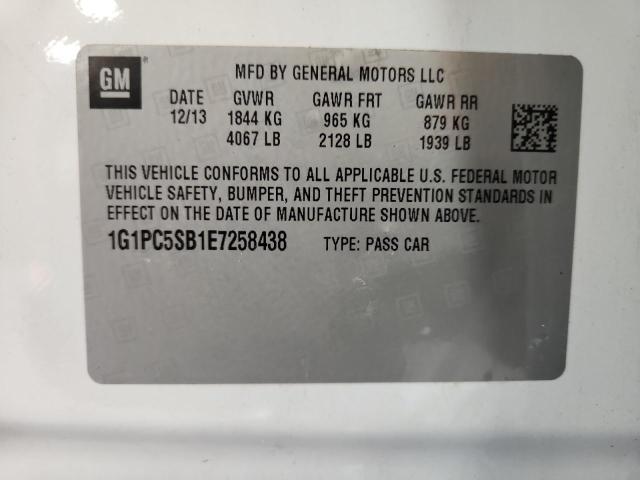 GM
MFD BY GENERAL MOTORS LLC
DATE GVWR GAWR FRT GAWR RR
12/13 1844 KG 965 KG 879 KG
4067 LB 2128 LB 1939 LB
THIS VEHICLE CONFORMS TO ALL APPLICABLE U.S. FEDERAL MOTOR
VEHICLE SAFETY, BUMPER, AND THEFT PREVENTION STANDARDS IN
EFFECT ON THE DATE OF MANUFACTURE SHOWN ABOVE.
1G1PC5SB1E7258438 TYPE: PASS CAR